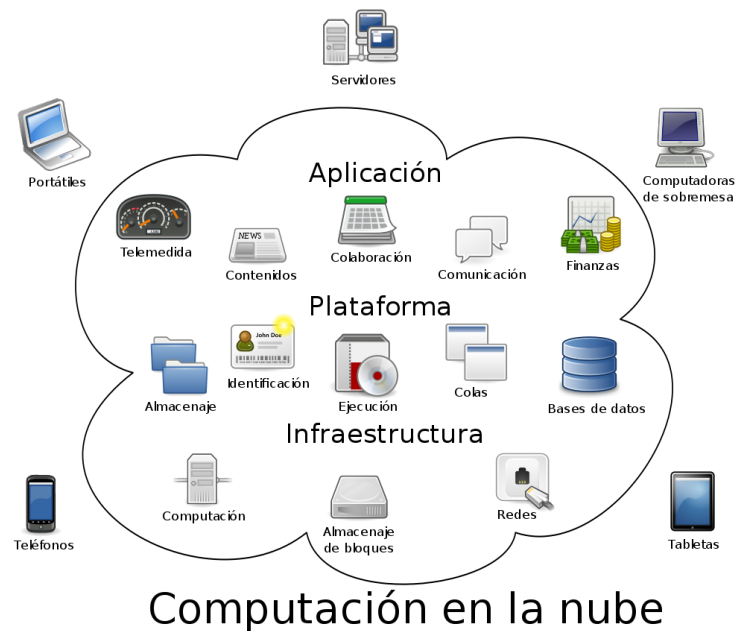 Servidores
Portátiles
Computadoras
de sobremesa
Aplicación
Telemedida
NEWS
Contenidos
Colaboración
Comunicación
Finanzas
Plataforma
John Doe
Almacenaje
Identificación
Ejecución
Colas
Bases de datos
Infraestructura
Computación
Almacenaje
de bloques
Redes
Teléfonos
Tabletas
Computación en la nube